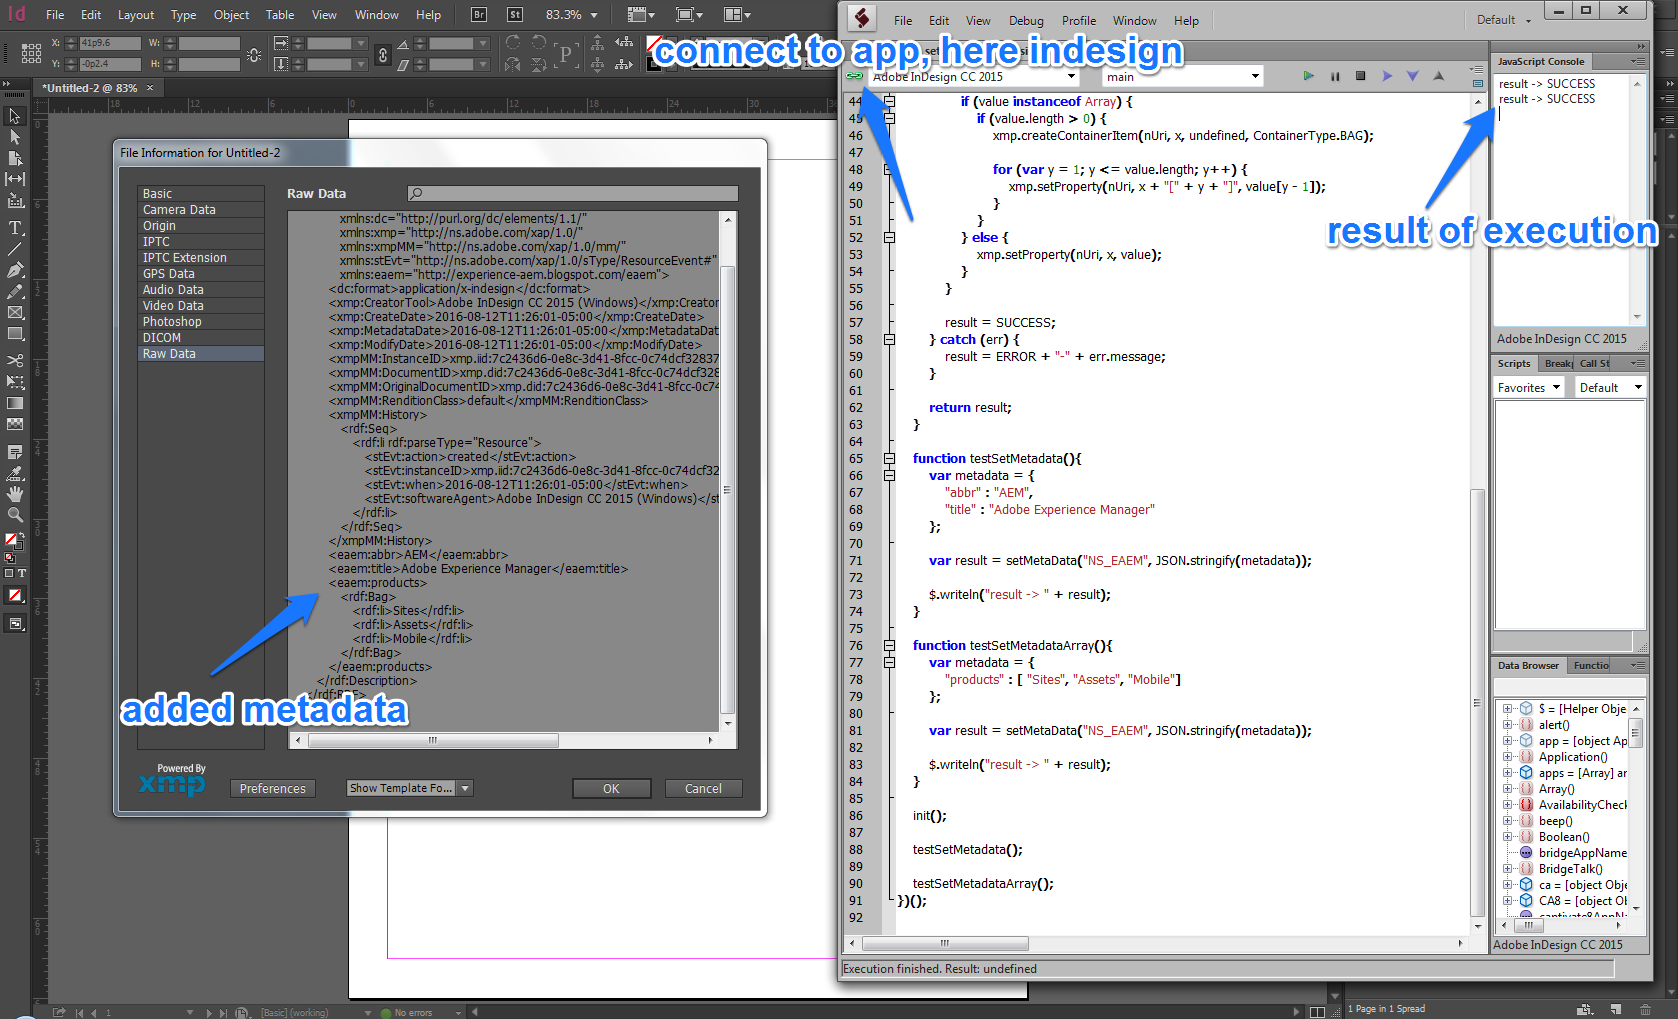 Id File Edit Layout Type Object Table View Window Help Br St 83.3%
X: 41p9.6 W:
Y: -0p2.4 H:
*Untitled-2 @ 83% ×
18 12 6 0 6 12 18 24 30 36
File Information for Untitled-2
Basic
Camera Data
Origin
IPTC
IPTC Extension
GPS Data
Audio Data
Video Data
Photoshop
DICOM
Raw Data
Raw Data
xmlns:dc="http://purl.org/dc/elements/1.1/"
xmlns:xmp="http://ns.adobe.com/xap/1.0/"
xmlns:xmpMM="http://ns.adobe.com/xap/1.0/mm/"
xmlns:stEvt="http://ns.adobe.com/xap/1.0/sType/ResourceEvent#"
xmlns:eaem="http://experience-aem.blogspot.com/eaem">
<dc:format>application/x-indesign</dc:format>
<xmp:CreatorTool>Adobe InDesign CC 2015 (Windows)</xmp:Creator
<xmp:CreateDate>2016-08-12T11:26:01-05:00</xmp:CreateDate>
<xmp:MetadataDate>2016-08-12T11:26:01-05:00</xmp:MetadataDat
<xmp:ModifyDate>2016-08-12T11:26:01-05:00</xmp:ModifyDate>
<xmpMM:InstanceID>xmp.iid:7c2436d6-0e8c-3d41-8fcc-0c74dcf32837
<xmpMM:DocumentID>xmp.did:7c2436d6-0e8c-3d41-8fcc-0c74dcf3
<xmpMM:OriginalDocumentID>xmp.did:7c2436d6-0e8c-3d41-8fcc-0c74
<xmpMM:RenditionClass>default</xmpMM:RenditionClass>
<xmpMM:History>
<rdf:Seq>
<rdf:li rdf:parseType="Resource">
<stEvt:action>created</stEvt:action>
<stEvt:instanceID>xmp.iid:7c2436d6-0e8c-3d41-8fcc-0c74dcf32
<stEvt:when>2016-08-12T11:26:01-05:00</stEvt:when>
<stEvt:softwareAgent>Adobe InDesign CC 2015 (Windows)</st
</rdf:li>
</rdf:Seq>
</xmpMM:History>
<eaem:abbr>AEM</eaem:abbr>
<eaem:title>Adobe Experience Manager</eaem:title>
<eaem:products>
<rdf:Bag>
<rdf:li>Sites</rdf:li>
<rdf:li>Assets</rdf:li>
<rdf:li>Mobile</rdf:li>
</rdf:Bag>
</eaem:products>
</rdf:Description>
</rdf:RDF>
added metadata
Powered By
xmp
Preferences Show Template Fo... OK Cancel
1 [Basic] (working) No errors
File Edit View Debug Profile Window Help Default
connect to app, here indesign
Adobe InDesign CC 2015 main
44 if (value instanceof Array) {
45 if (value.length > 0) {
46 xmp.createContainerItem(nUri, x, undefined, ContainerType.BAG);
47
48 for (var y = 1; y <= value.length; y++) {
49 xmp.setProperty(nUri, x + "[" + y + "]", value[y - 1]);
50 }
51 }
52 } else {
53 xmp.setProperty(nUri, x, value);
54 }
55 }
56
57 result = SUCCESS;
58 } catch (err) {
59 result = ERROR + "-" + err.message;
60 }
61
62 return result;
63 }
64
65 function testSetMetadata(){
66 var metadata = {
67 "abbr" : "AEM",
68 "title" : "Adobe Experience Manager"
69 };
70
71 var result = setMetaData("NS_EAEM", JSON.stringify(metadata));
72
73 $.writeln("result -> " + result);
74 }
75
76 function testSetMetadataArray(){
77 var metadata = {
78 "products" : [ "Sites", "Assets", "Mobile"]
79 };
80
81 var result = setMetaData("NS_EAEM", JSON.stringify(metadata));
82
83 $.writeln("result -> " + result);
84 }
85
86 init();
87
88 testSetMetadata();
89
90 testSetMetadataArray();
91 })();
92
Execution finished. Result: undefined
JavaScript Console
result -> SUCCESS
result -> SUCCESS
result of execution
Adobe InDesign CC 2015
Scripts Break Call St
Favorites Default
Data Browser Functio
$ = [Helper Obje
alert()
app = [object Ap
Application()
apps = [Array] ar
Array()
AvailabilityCheck
beep()
Boolean()
bridgeAppName
BridgeTalk()
ca = [object Obje
CA8 = [object Ob
captivate8AppNa
Adobe InDesign CC 2015
1 Page in 1 Spread